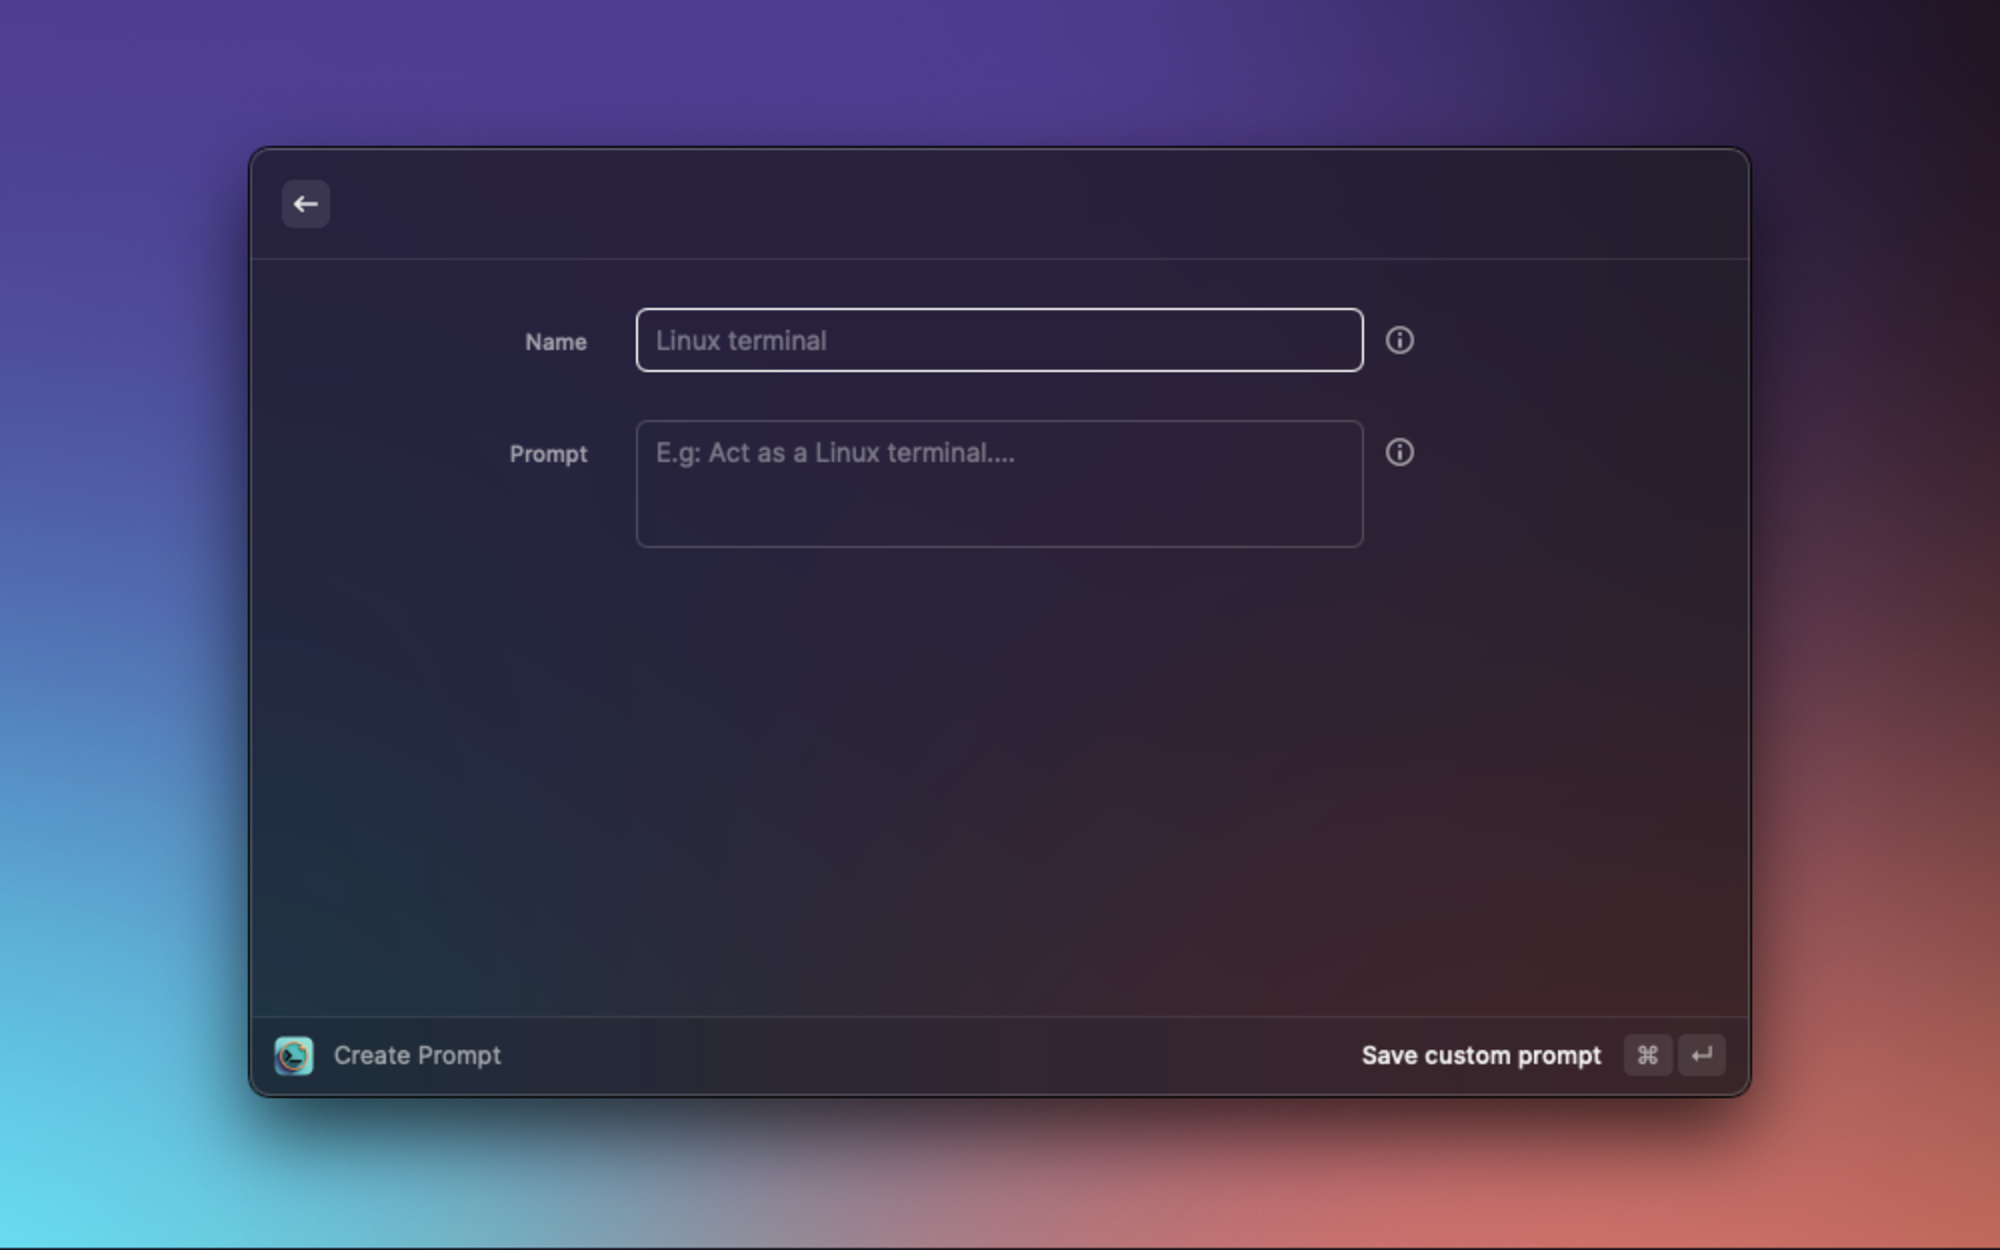 Name
Linux terminal
Prompt
E.g: Act as a Linux terminal....
Create Prompt
Save custom prompt ⌘ ↵